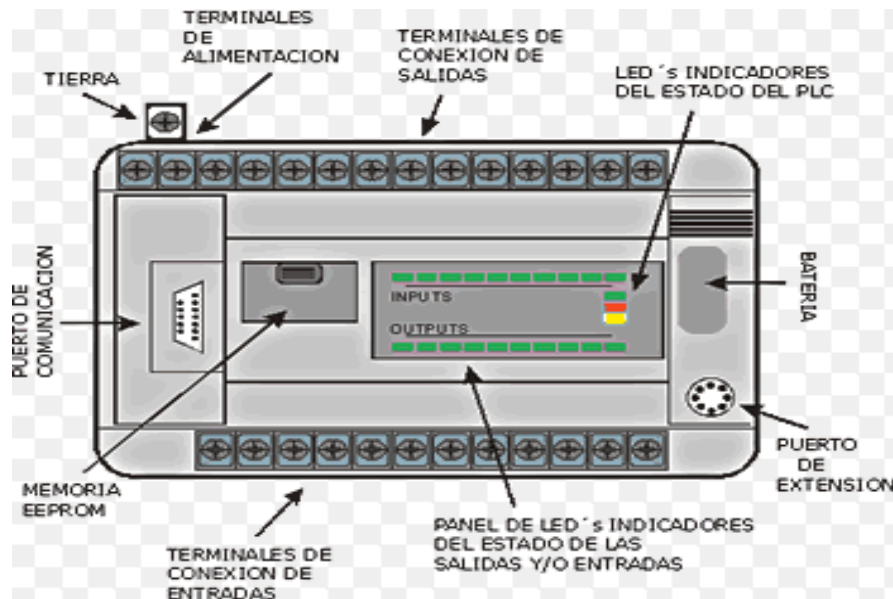 TERMINALES
DE
ALIMENTACION
TIERRA
TERMINALES DE
CONEXION DE
SALIDAS
LED´s INDICADORES
DEL ESTADO DEL PLC
PUERTO DE
COMUNICACION
INPUTS
OUTPUTS
BATERIA
PUERTO
DE
EXTENSION
MEMORIA
EEPROM
TERMINALES DE
CONEXION DE
ENTRADAS
PANEL DE LED´s INDICADORES
DEL ESTADO DE LAS
SALIDAS Y/O ENTRADAS